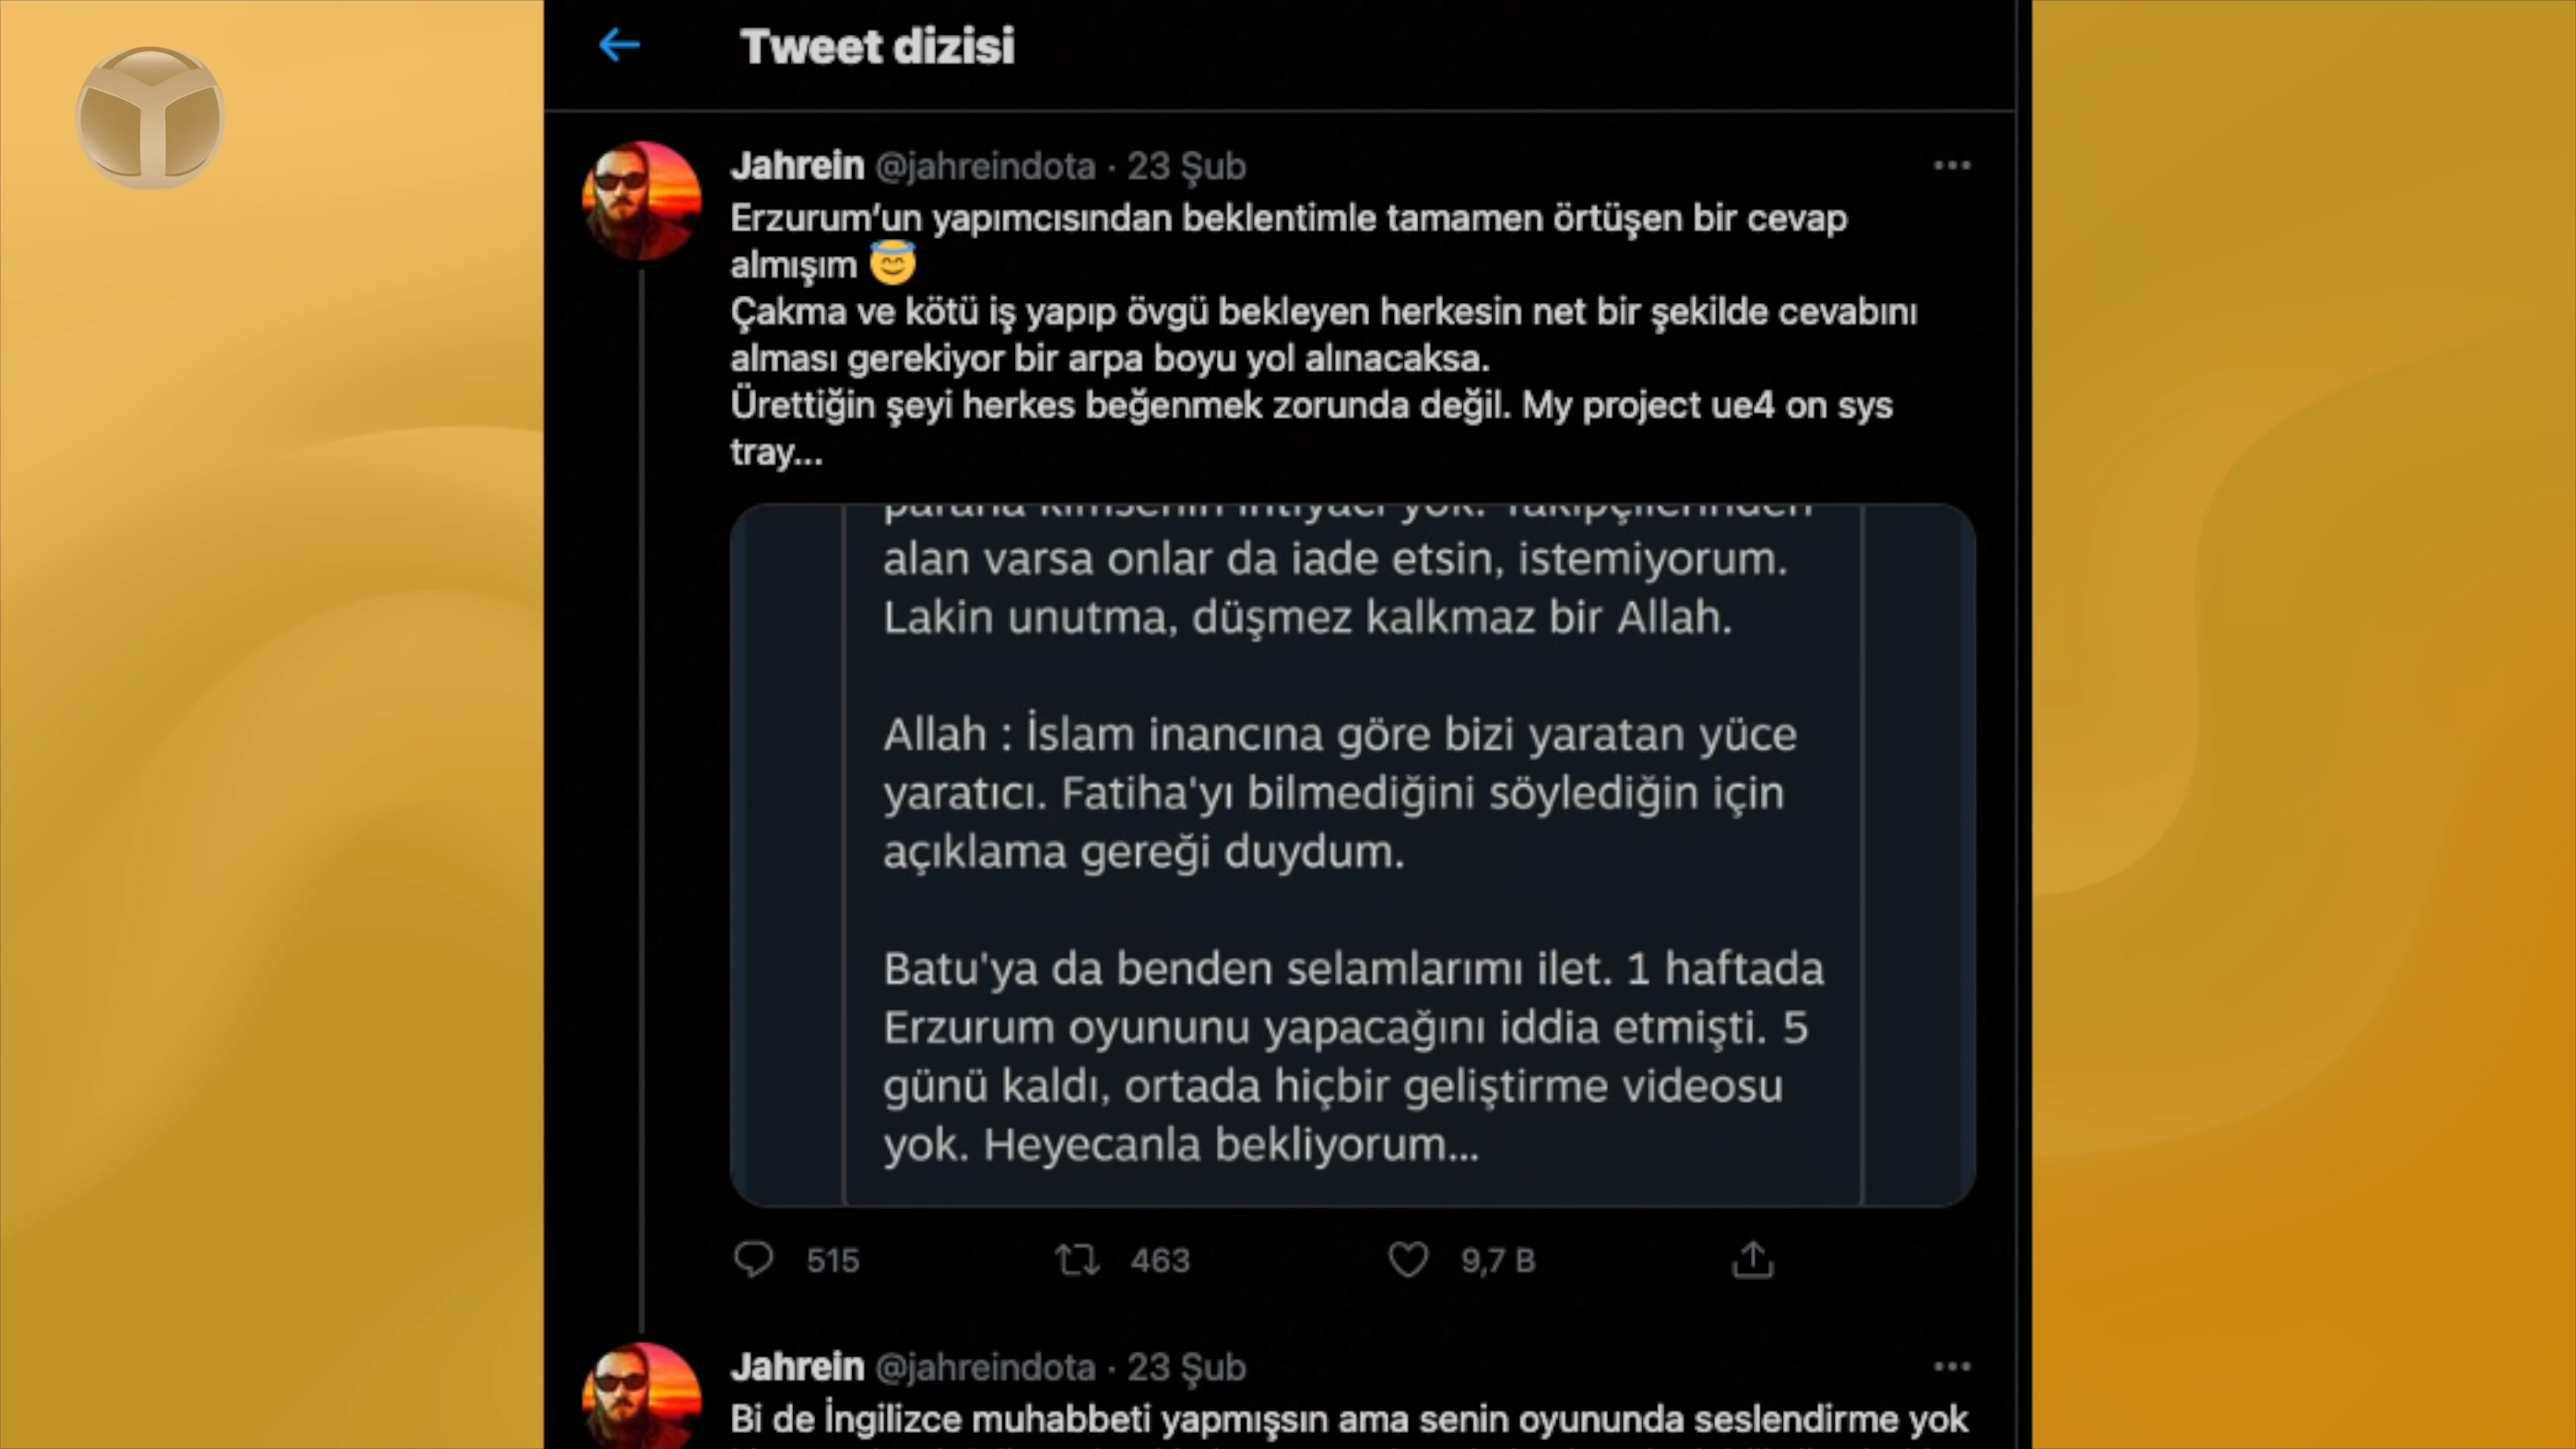 Tweet dizisi
Jahrein @jahreindota · 23 Şub
Erzurum'un yapımcısından beklentimle tamamen örtüşen bir cevap
almışım 😇
Çakma ve kötü iş yapıp övgü bekleyen herkesin net bir şekilde cevabını
alması gerekiyor bir arpa boyu yol alınacaksa.
Ürettiğin şeyi herkes beğenmek zorunda değil. My project ue4 on sys
tray...
parana kimsenin ihtiyacı yok. Takipçilerinden
alan varsa onlar da iade etsin, istemiyorum.
Lakin unutma, düşmez kalkmaz bir Allah.
Allah : İslam inancına göre bizi yaratan yüce
yaratıcı. Fatiha'yı bilmediğini söylediğin için
açıklama gereği duydum.
Batu'ya da benden selamlarımı ilet. 1 haftada
Erzurum oyununu yapacağını iddia etmişti. 5
günü kaldı, ortada hiçbir geliştirme videosu
yok. Heyecanla bekliyorum...
515 463 9,7 B
Jahrein @jahreindota · 23 Şub
Bi de İngilizce muhabbeti yapmışsın ama senin oyununda seslendirme yok